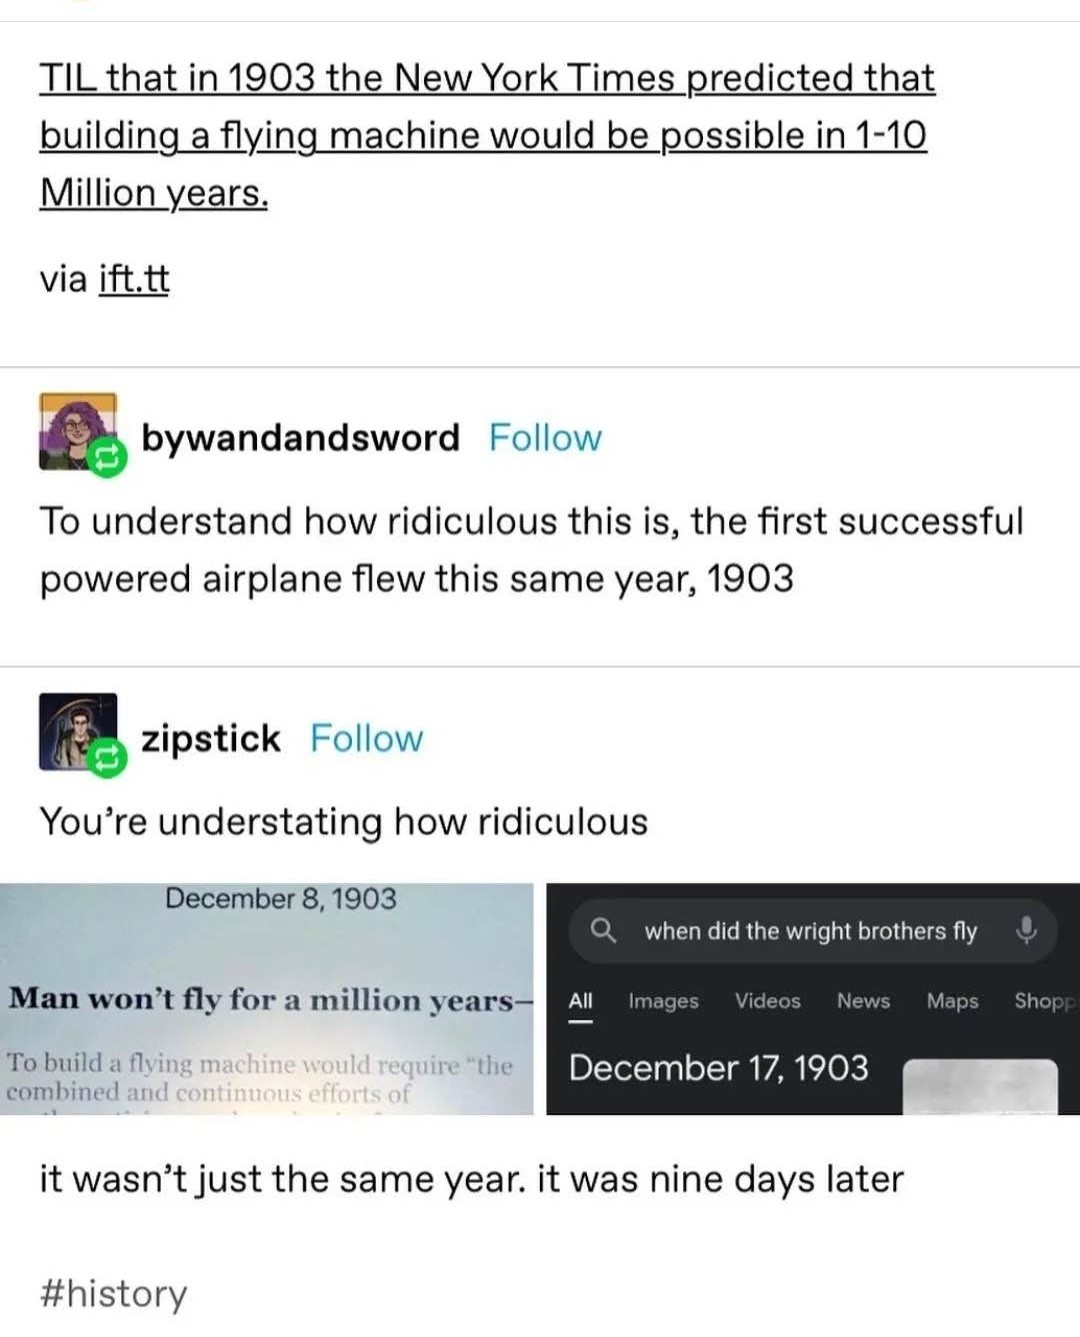 TIL that in 1903 the New York Times predicted that
building a flying machine would be possible in 1-10
Million years.
via ift.tt
bywandandsword Follow
To understand how ridiculous this is, the first successful
powered airplane flew this same year, 1903
zipstick Follow
You're understating how ridiculous
December 8, 1903
Man won't fly for a million years–
To build a flying machine would require "the
combined and continuous efforts of
when did the wright brothers fly
All Images Videos News Maps Shopp
December 17, 1903
it wasn't just the same year. it was nine days later
#history